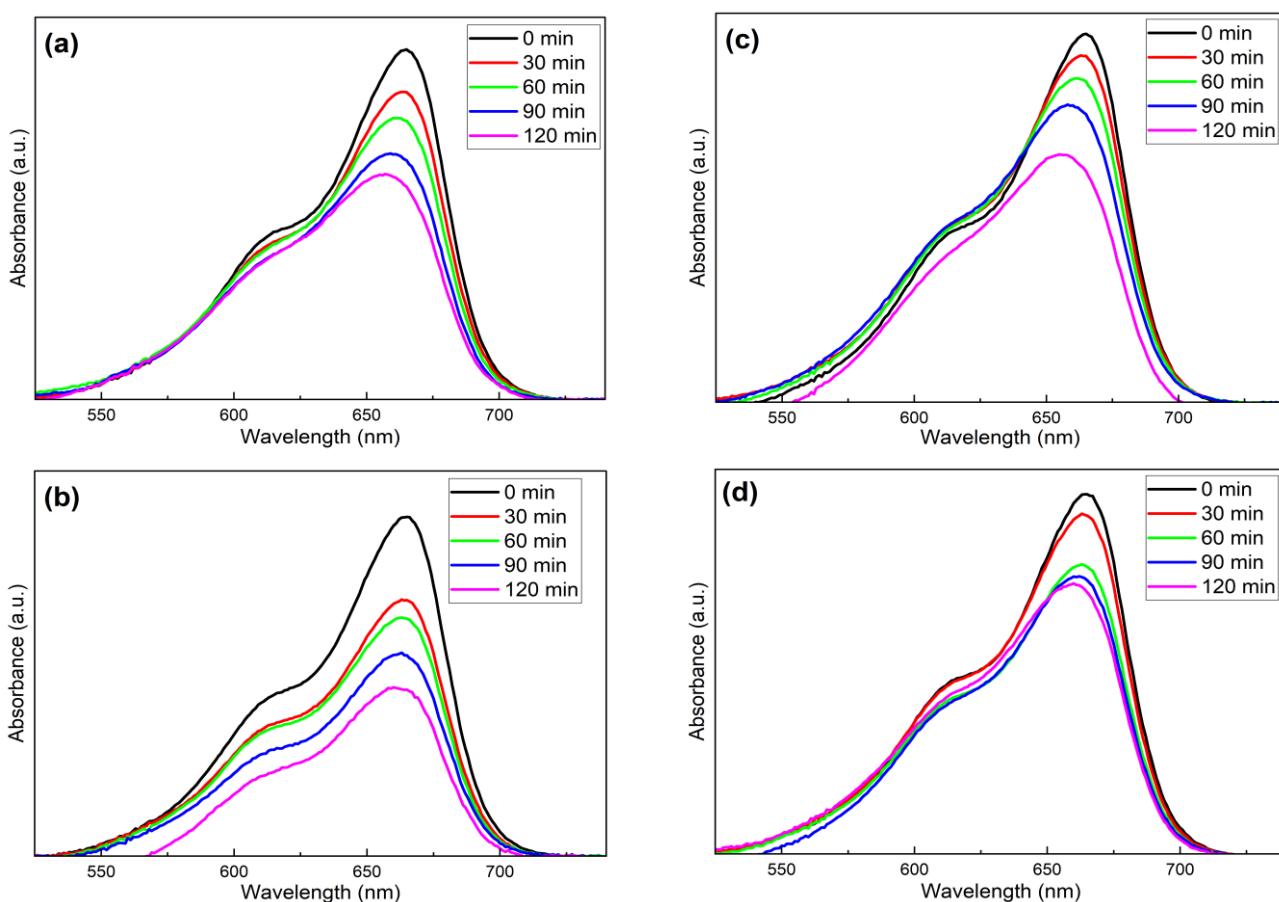 (a)
0 min
30 min
60 min
90 min
120 min
Absorbance (a.u.)
550
600
650
700
Wavelength (nm)
(c)
0 min
30 min
60 min
90 min
120 min
Absorbance (a.u.)
550
600
650
700
Wavelength (nm)
(b)
0 min
30 min
60 min
90 min
120 min
Absorbance (a.u.)
550
600
650
700
Wavelength (nm)
(d)
0 min
30 min
60 min
90 min
120 min
Absorbance (a.u.)
550
600
650
700
Wavelength (nm)